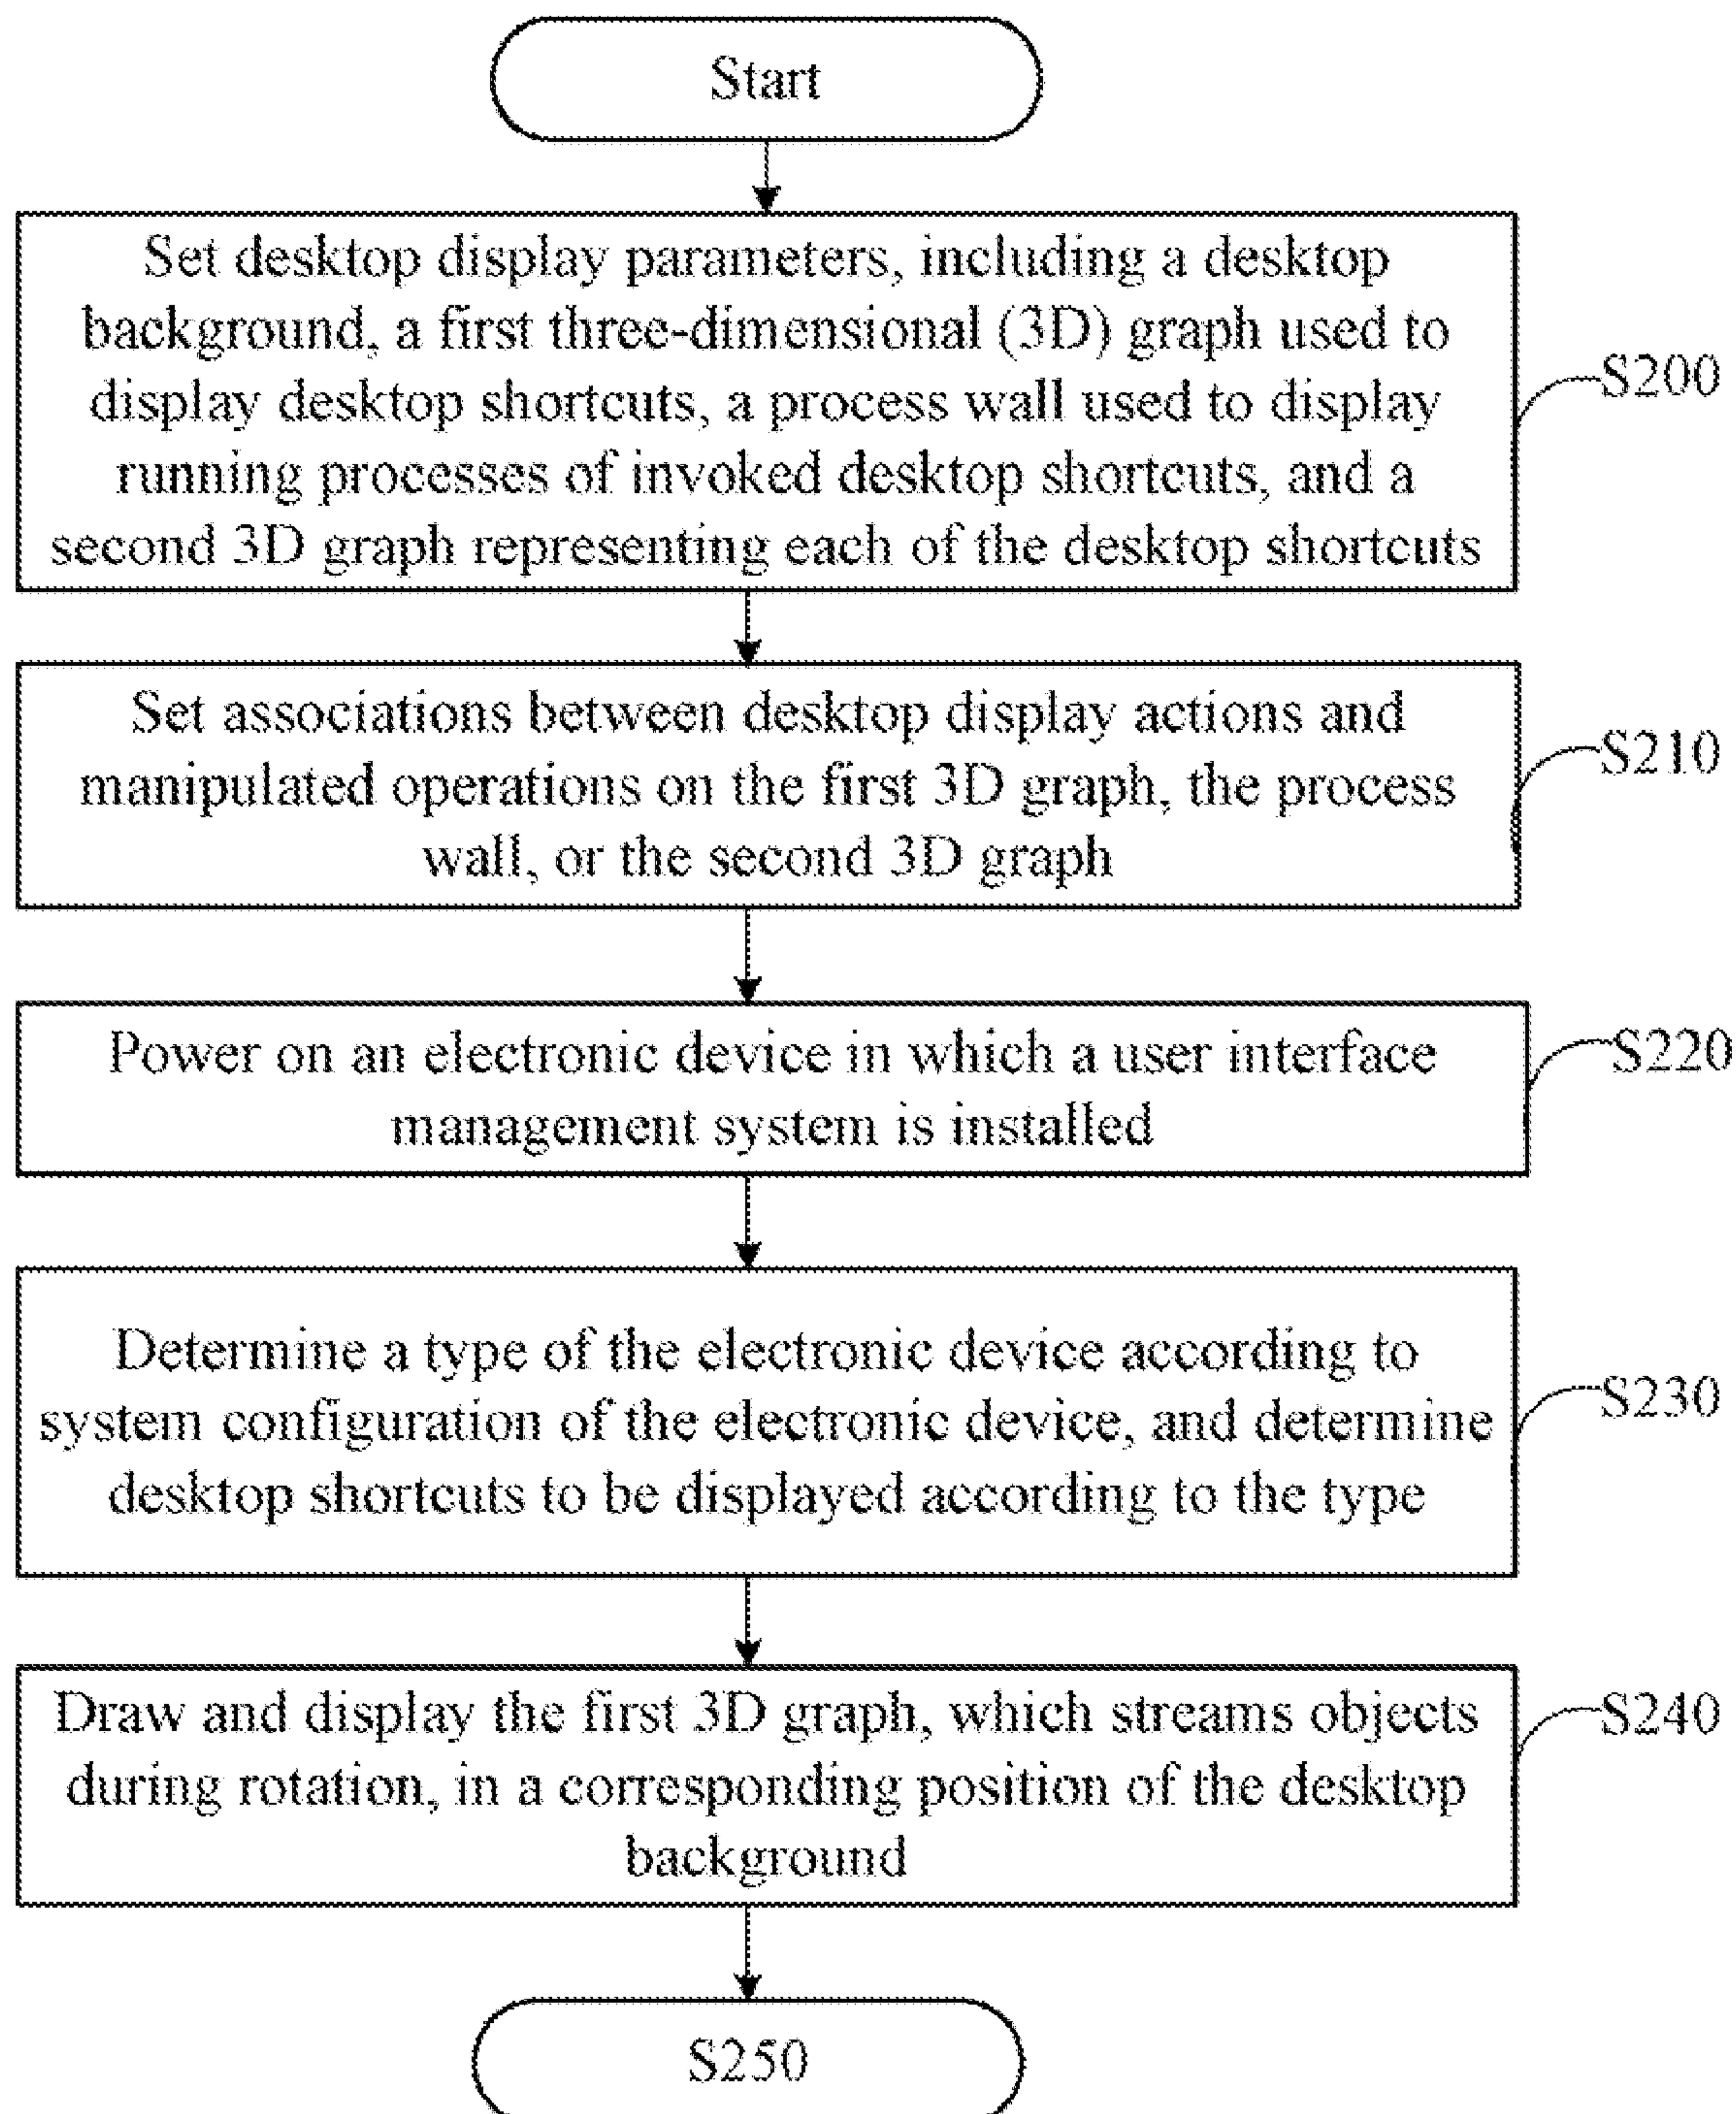 Start
Set desktop display parameters, including a desktop
background, a first three-dimensional (3D) graph used to
display desktop shortcuts, a process wall used to display
running processes of invoked desktop shortcuts, and a
second 3D graph representing each of the desktop shortcuts
S200
Set associations between desktop display actions and
manipulated operations on the first 3D graph, the process
wall, or the second 3D graph
S210
Power on an electronic device in which a user interface
management system is installed
S220
Determine a type of the electronic device according to
system configuration of the electronic device, and determine
desktop shortcuts to be displayed according to the type
S230
Draw and display the first 3D graph, which streams objects
during rotation, in a corresponding position of the desktop
background
S240
S250